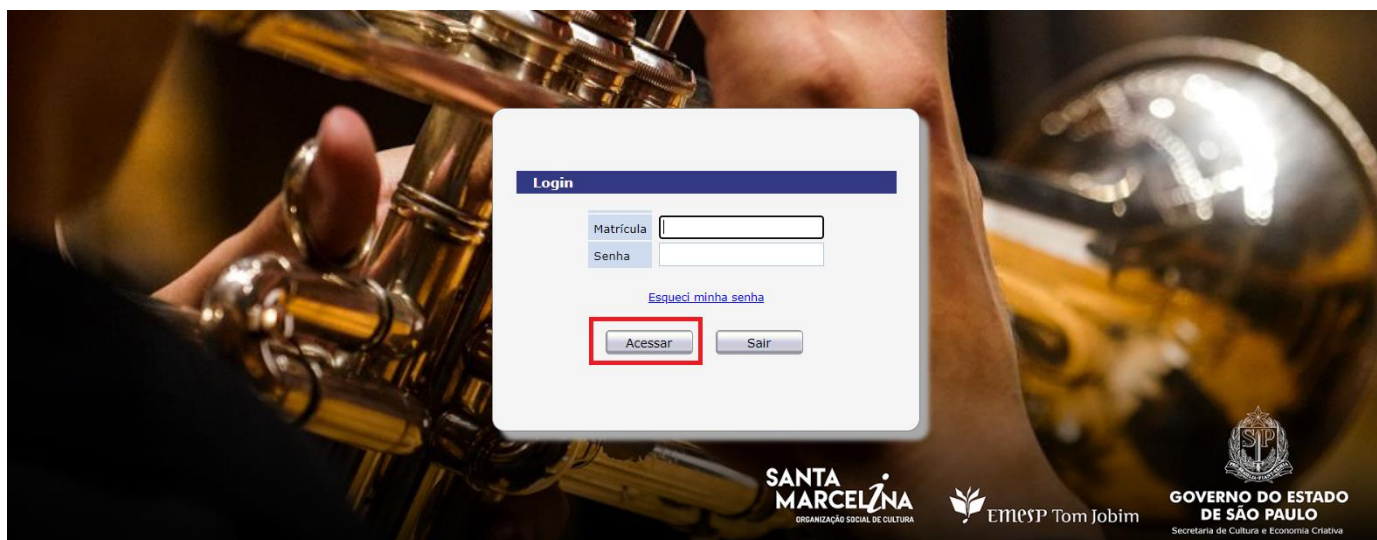 Login
Matrícula
Senha
Esqueci minha senha
Acessar
Sair
SANTA
MARCELINA
ORGANIZAÇÃO SOCIAL DE CULTURA
EMESP Tom Jobim
SP
GOVERNO DO ESTADO
DE SÃO PAULO
Secretaria de Cultura e Economia Criativa